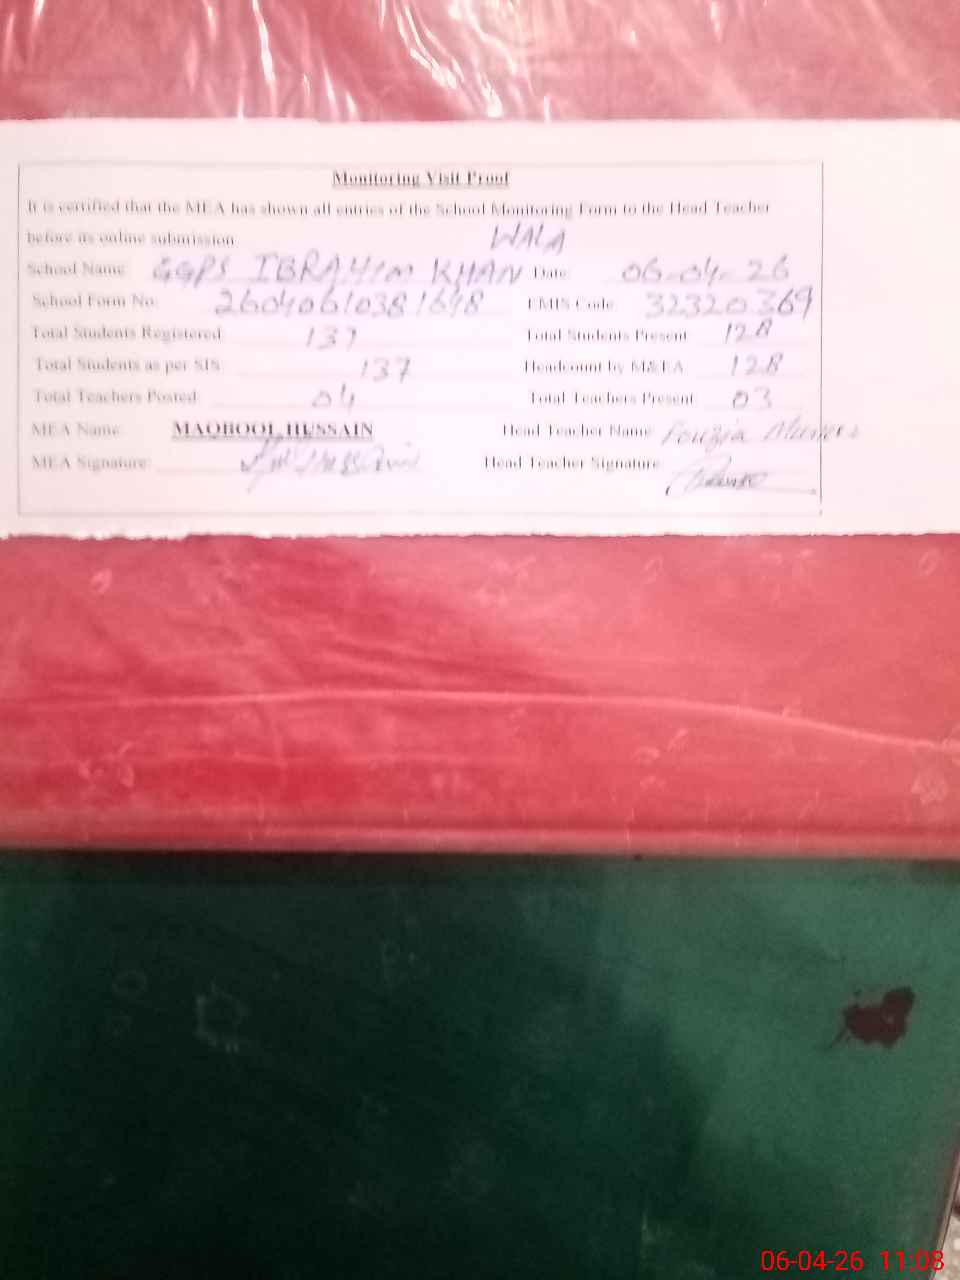 Monitoring Visit Proof
It is certified that the MEA has shown all entries of the School Monitoring Form to the Head Teacher
before its online submission
WALA
School Name: GGPS IBRAHIM KHAN Date: 06-04-26
School Form No: 26040610381648 EMIS Code: 32320369
Total Students Registered: 137 Total Students Present: 128
Total Students as per SIS: 137 Headcount by M&EA: 128
Total Teachers Posted: 04 Total Teachers Present: 03
MEA Name: MAQBOOL HUSSAIN Head Teacher Name: Fouzia
MEA Signature: Head Teacher Signature:
06-04-26 11:08